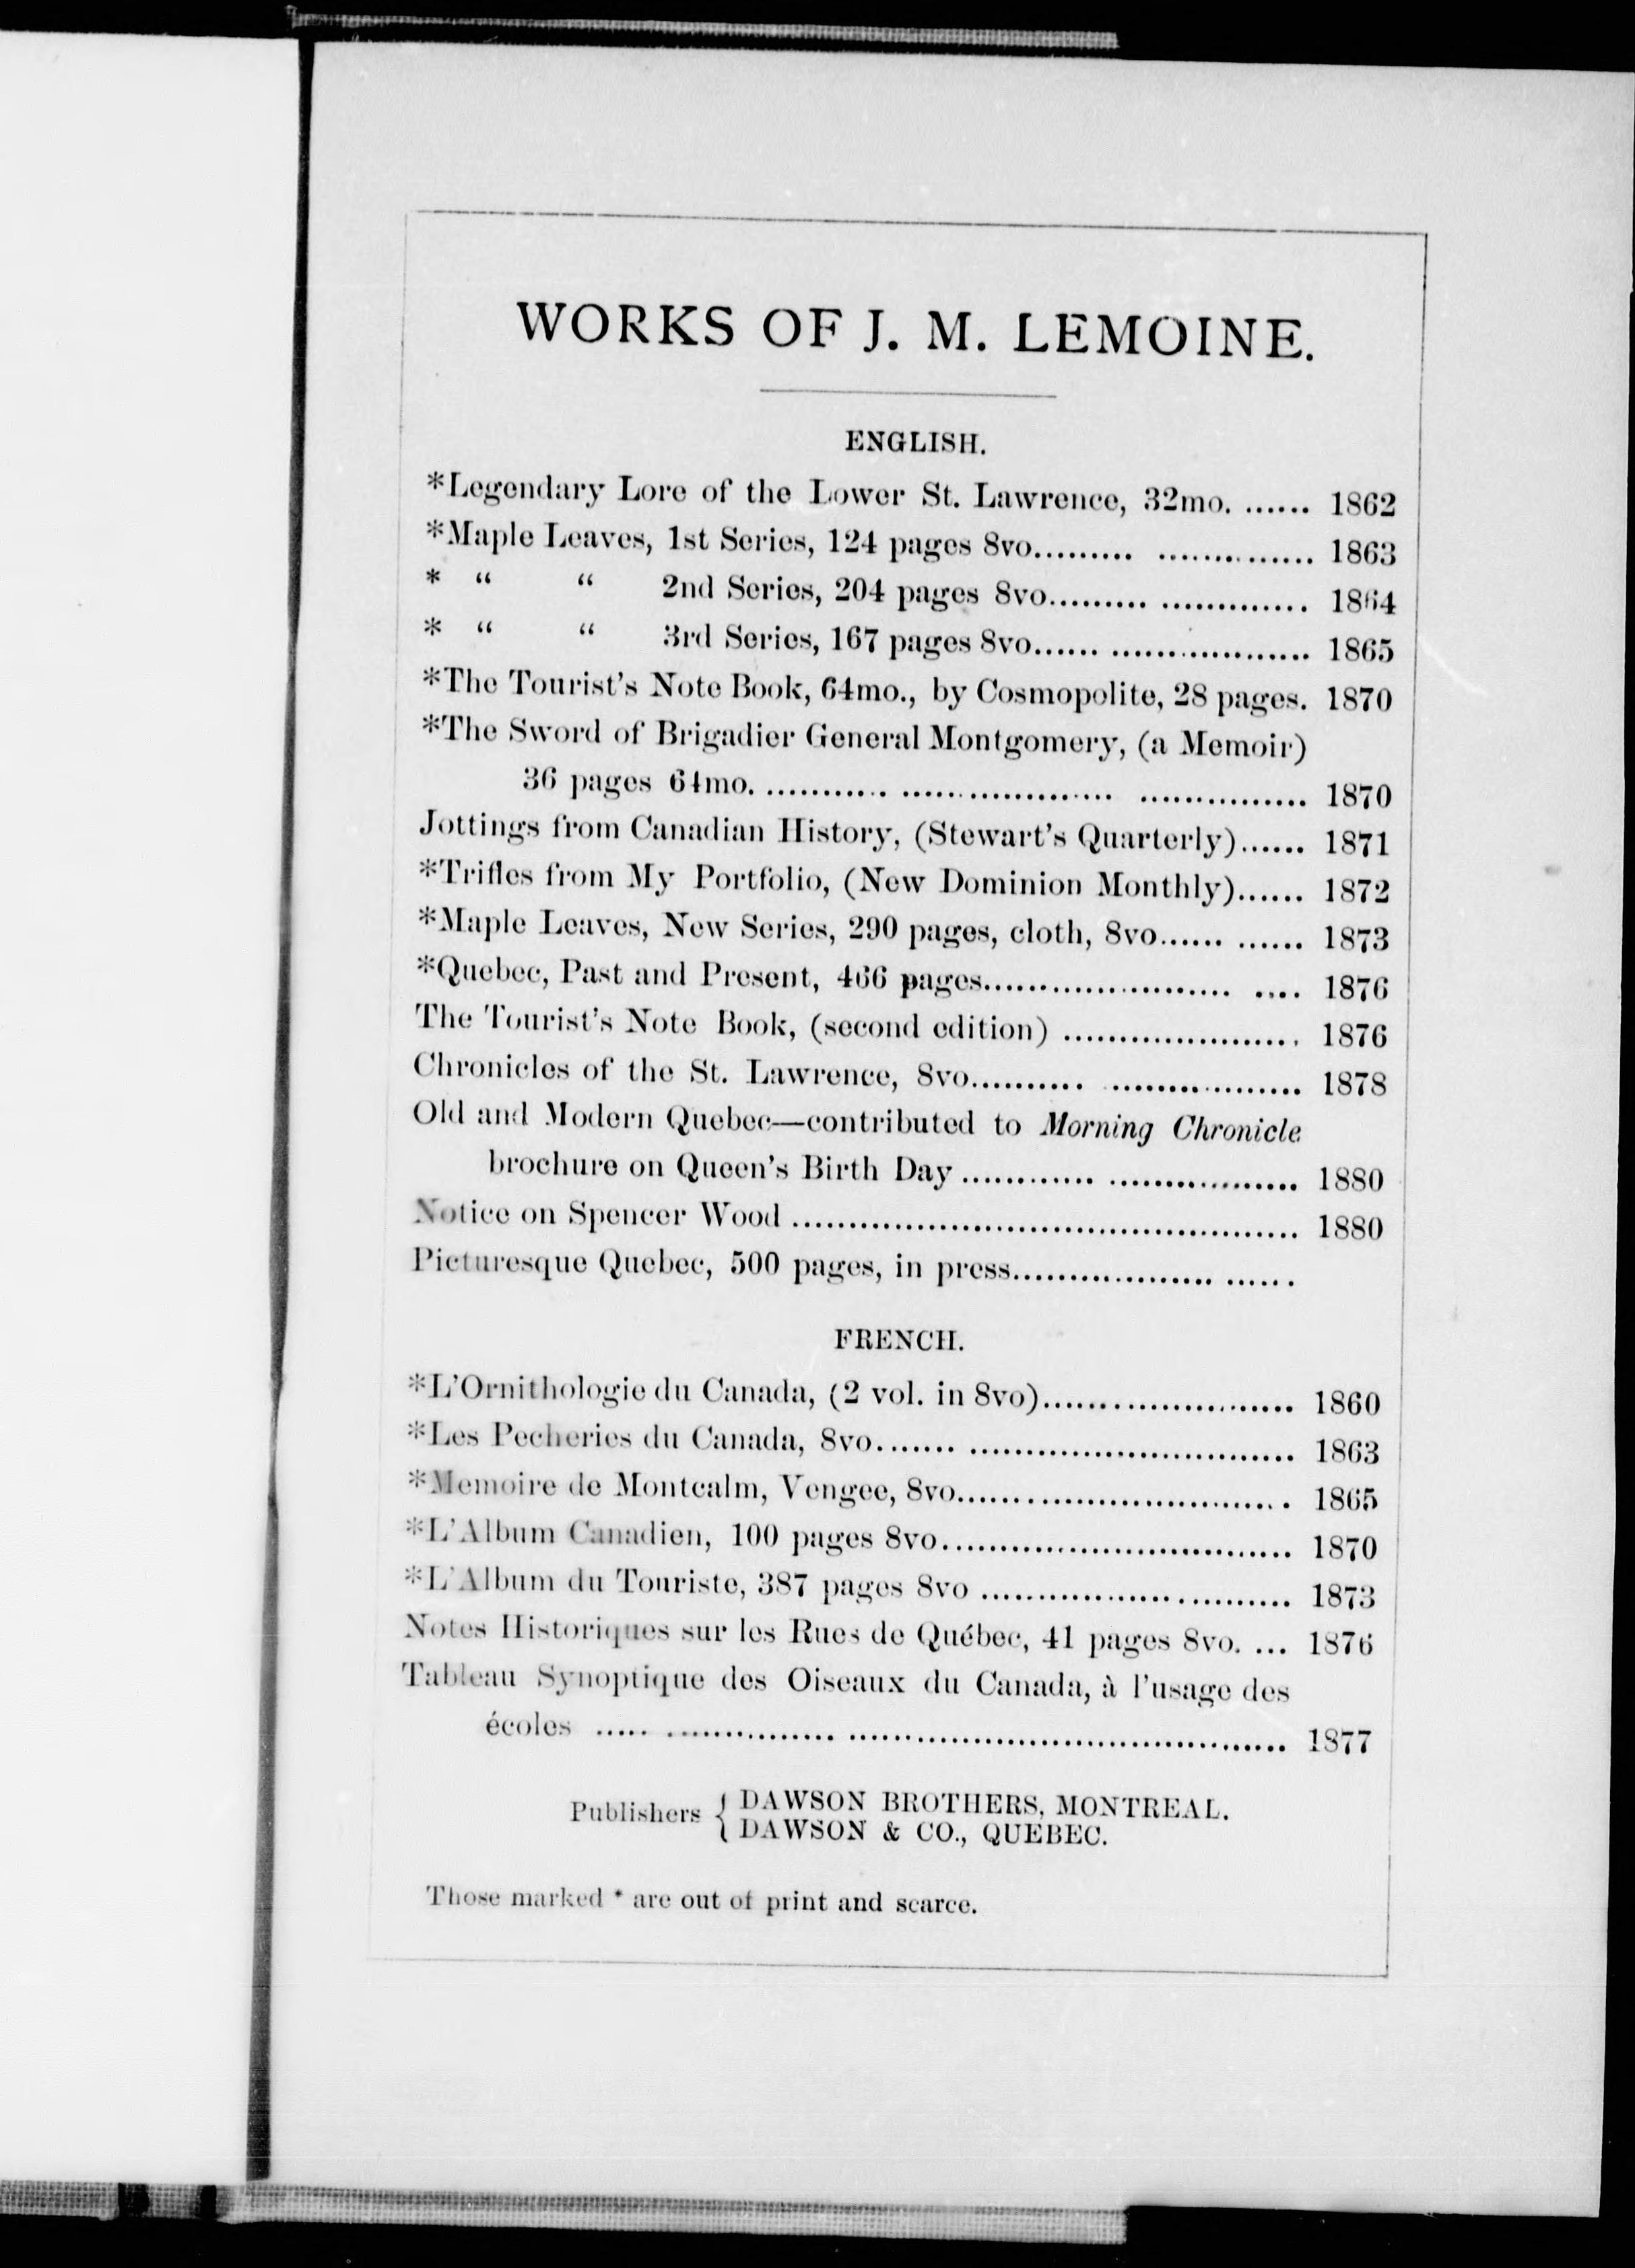 WORKS OF J. M. LEMOINE.
ENGLISH.
*Legendary Lore of the Lower St. Lawrence, 32mo. ...... 1862
*Maple Leaves, 1st Series, 124 pages 8vo......... .............. 1863
* “ “ 2nd Series, 204 pages 8vo......... ............. 1864
* “ “ 3rd Series, 167 pages 8vo...... .................. 1865
*The Tourist's Note Book, 64mo., by Cosmopolite, 28 pages. 1870
*The Sword of Brigadier General Montgomery, (a Memoir)
36 pages 64mo. ........... ................... ............... 1870
Jottings from Canadian History, (Stewart's Quarterly)...... 1871
*Trifles from My Portfolio, (New Dominion Monthly)...... 1872
*Maple Leaves, New Series, 290 pages, cloth, 8vo...... ...... 1873
*Quebec, Past and Present, 466 pages...................... .... 1876
The Tourist's Note Book, (second edition) ..................... 1876
Chronicles of the St. Lawrence, 8vo.......... ................. 1878
Old and Modern Quebec—contributed to Morning Chronicle
brochure on Queen's Birth Day ............ ................. 1880
Notice on Spencer Wood ............................................. 1880
Picturesque Quebec, 500 pages, in press.................. ......
FRENCH.
*L'Ornithologie du Canada, (2 vol. in 8vo)....................... 1860
*Les Pecheries du Canada, 8vo....... ............................. 1863
*Memoire de Montcalm, Vengee, 8vo.............................. 1865
*L'Album Canadien, 100 pages 8vo............................... 1870
*L'Album du Touriste, 387 pages 8vo ............................ 1873
Notes Historiques sur les Rues de Québec, 41 pages 8vo. ... 1876
Tableau Synoptique des Oiseaux du Canada, à l'usage des
écoles ..... ............... ....................................... 1877
Publishers { DAWSON BROTHERS, MONTREAL.
DAWSON & CO., QUEBEC.
Those marked * are out of print and scarce.